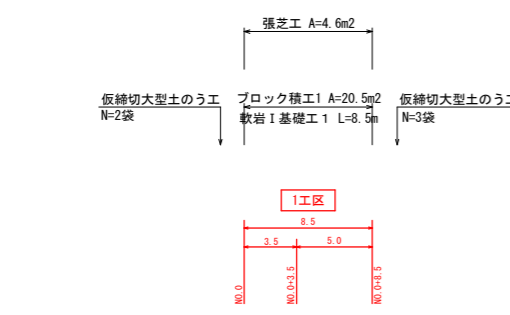 張芝工 A=4.6m2
仮締切大型土のうエ
N=2袋
ブロック積工1 A=20.5m2
軟岩Ⅰ基礎工1 L=8.5m
仮締切大型土のうエ
N=3袋
1工区
8.5
3.5
5.0
NO.0
NO.0+3.5
NO.0+8.5